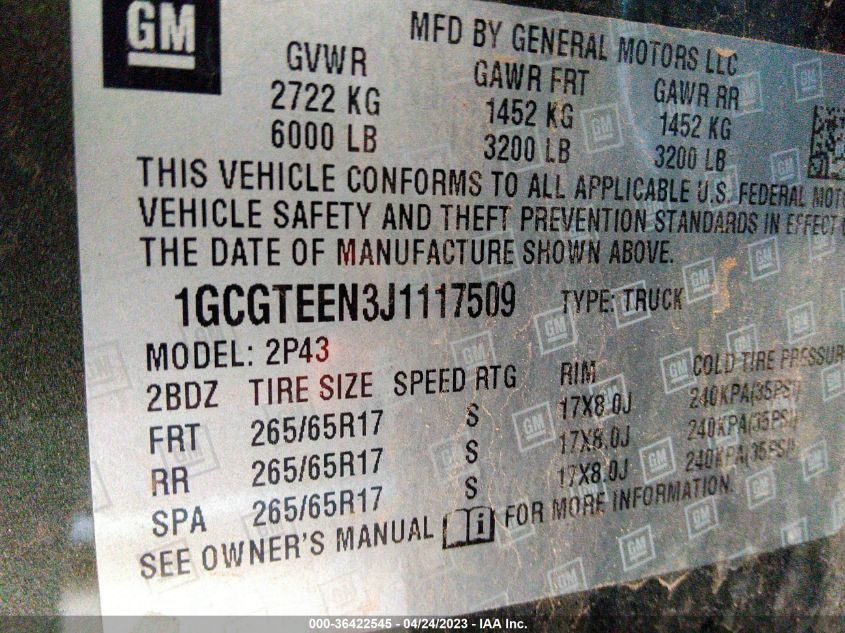 GM
MFD BY GENERAL MOTORS LLC
GVWR GAWR FRT GAWR RR
2722 KG 1452 KG 1452 KG
6000 LB 3200 LB 3200 LB
THIS VEHICLE CONFORMS TO ALL APPLICABLE U.S. FEDERAL MOT
VEHICLE SAFETY AND THEFT PREVENTION STANDARDS IN EFFECT
THE DATE OF MANUFACTURE SHOWN ABOVE.
1GCGTEEN3J1117509 TYPE: TRUCK
MODEL: 2P43
2BDZ TIRE SIZE SPEED RTG RIM COLD TIRE PRESSUR
FRT 265/65R17 S 17X8.0J 240KPA(35PSI)
RR 265/65R17 S 17X8.0J 240KPA(35PSI)
SPA 265/65R17 S 17X8.0J 240KPA(35PSI)
SEE OWNER'S MANUAL i FOR MORE INFORMATION.
000-36422545 - 04/24/2023 - IAA Inc.